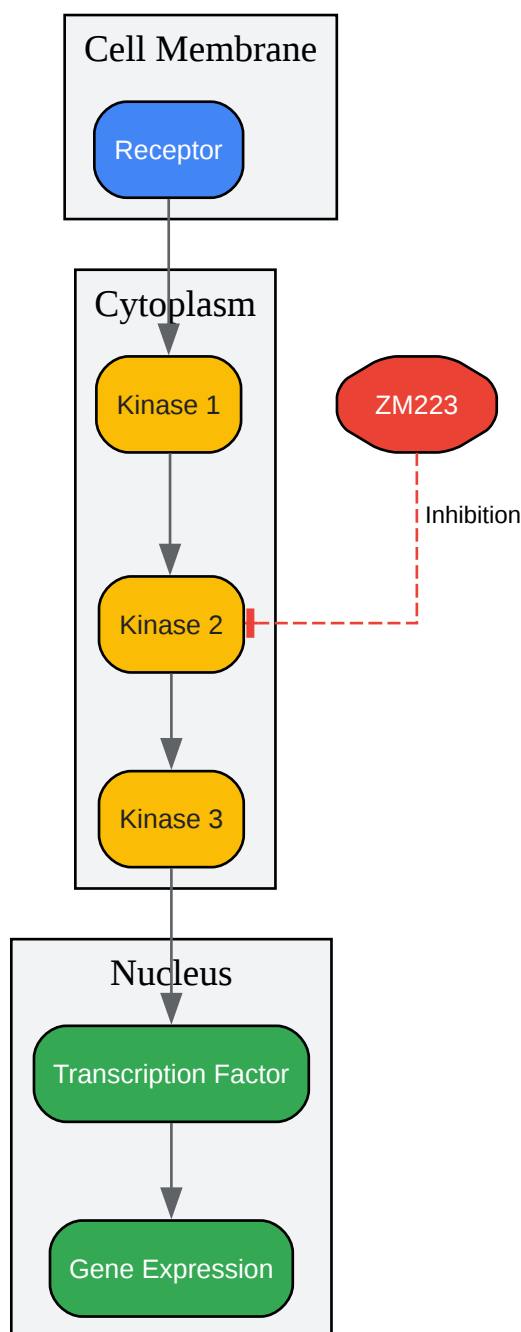 Cell Membrane
Receptor
Cytoplasm
Kinase 1
ZM223
Inhibition
Kinase 2
Kinase 3
Nucleus
Transcription Factor
Gene Expression